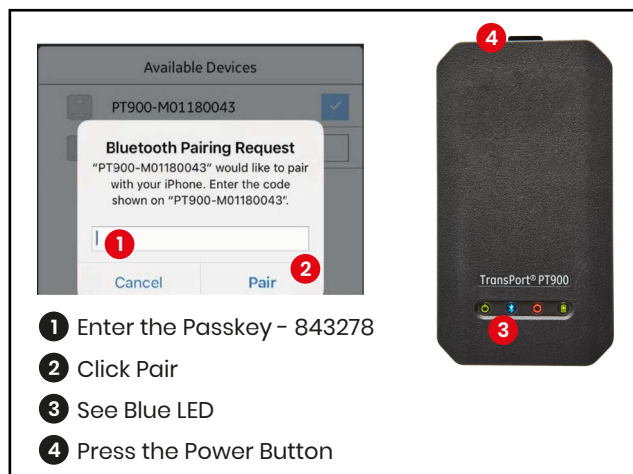 Available Devices
PT900-M01180043
Bluetooth Pairing Request
"PT900-M01180043" would like to pair
with your iPhone. Enter the code
shown on "PT900-M01180043".
1
2
Cancel Pair
4
TransPort® PT900
3
1 Enter the Passkey - 843278
2 Click Pair
3 See Blue LED
4 Press the Power Button